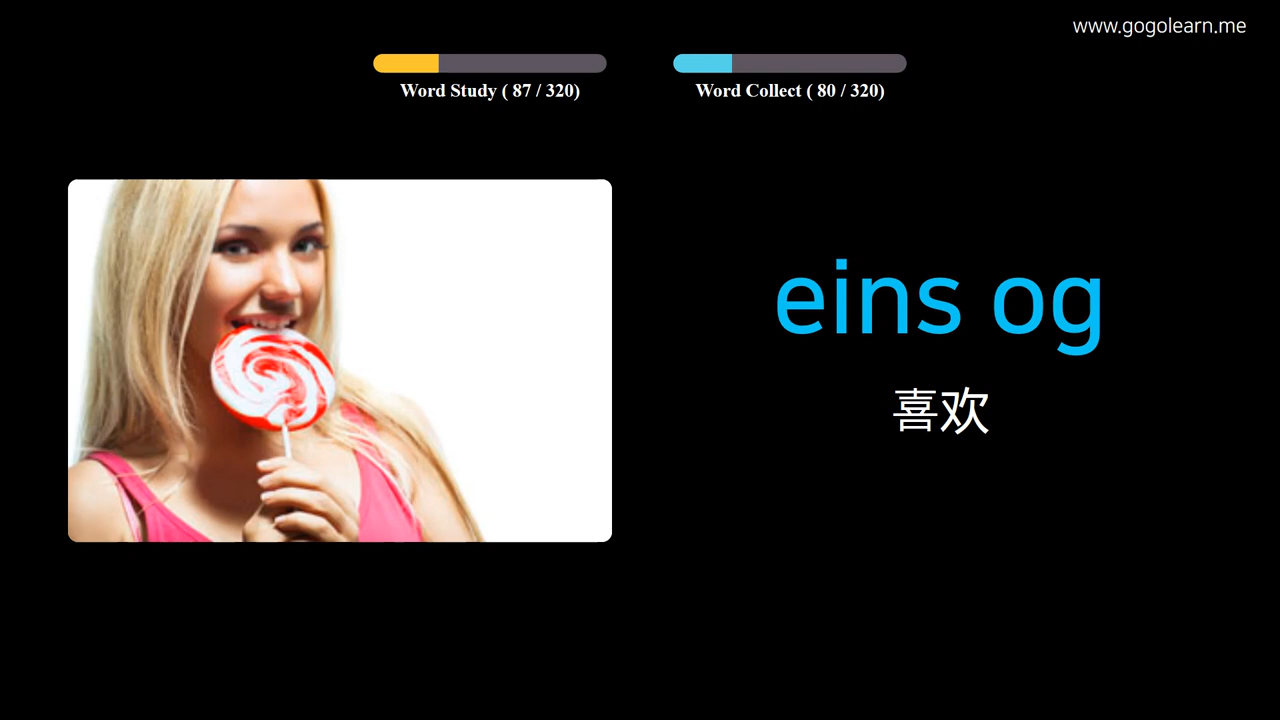 www.gogolearn.me
Word Study ( 87 / 320)
Word Collect ( 80 / 320)
eins og
喜欢